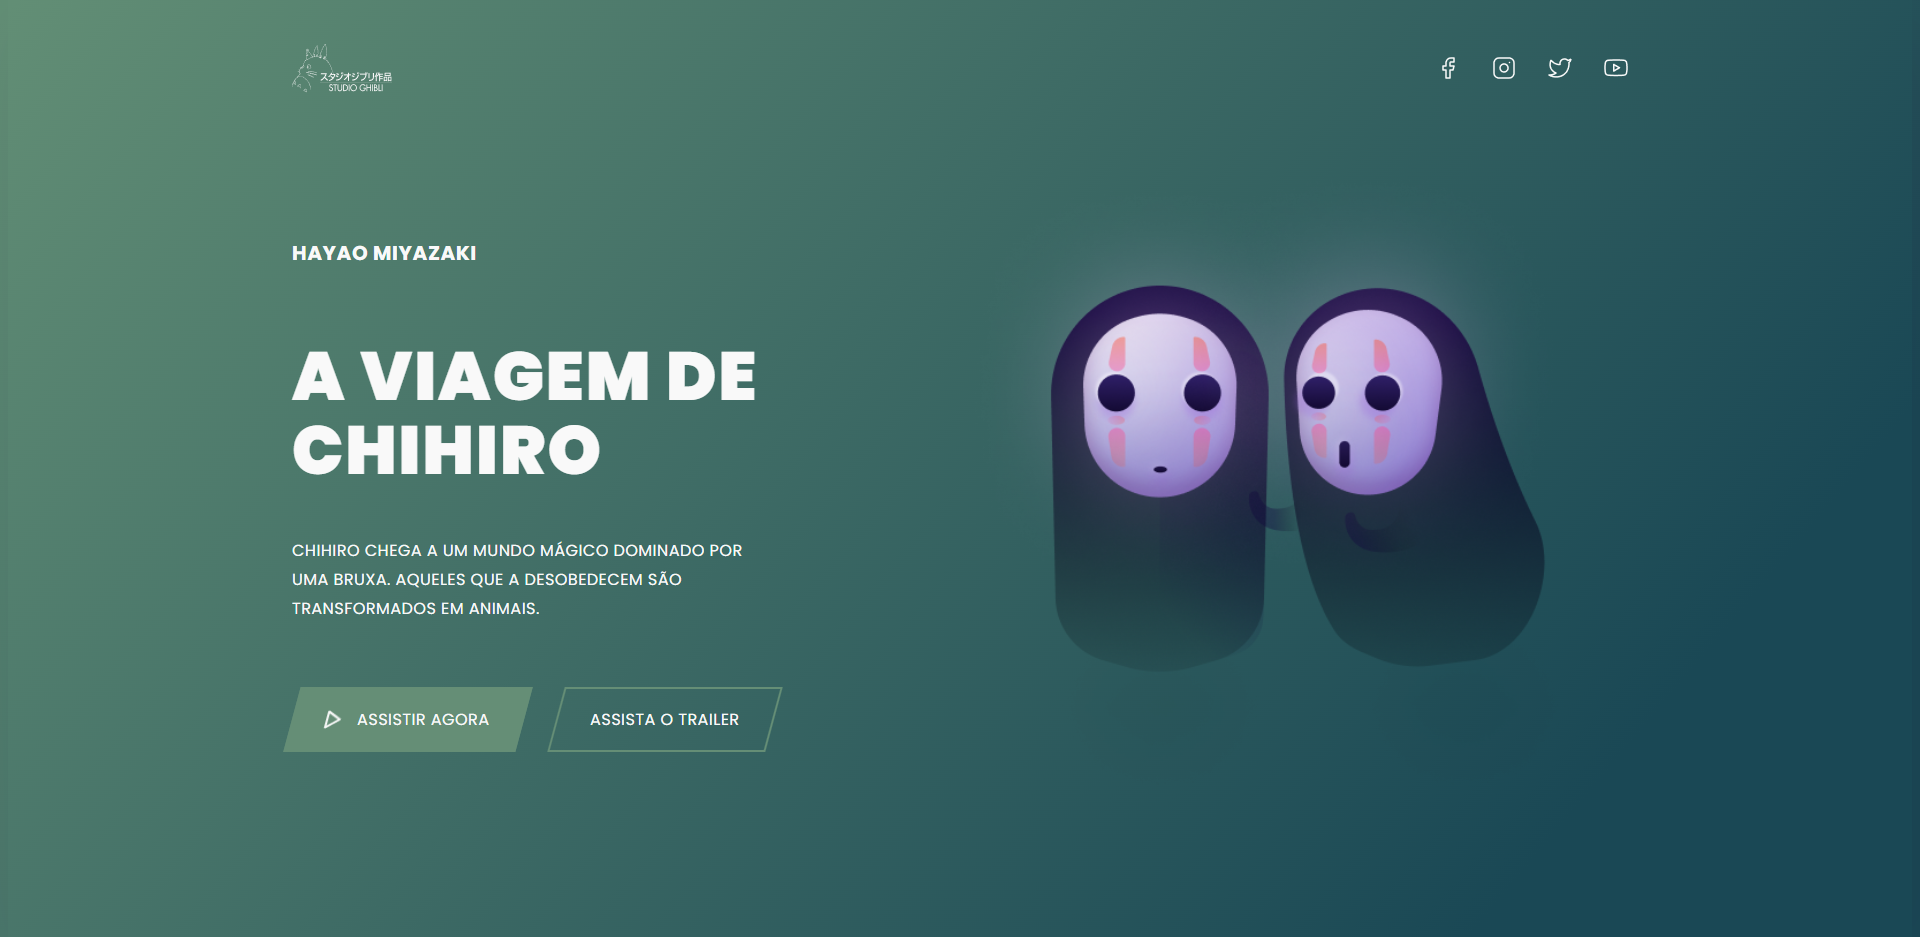 スタジオジブリ作品
STUDIO GHIBLI
HAYAO MIYAZAKI
A VIAGEM DE
CHIHIRO
CHIHIRO CHEGA A UM MUNDO MÁGICO DOMINADO POR
UMA BRUXA. AQUELES QUE A DESOBEDECEM SÃO
TRANSFORMADOS EM ANIMAIS.
ASSISTIR AGORA
ASSISTA O TRAILER